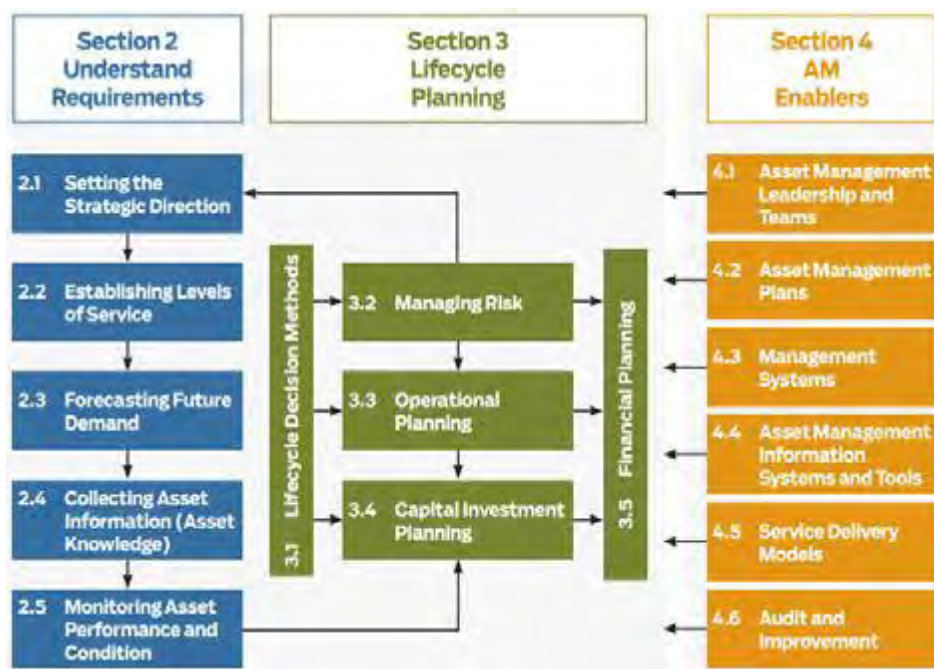 Section 2
Understand
Requirements
Section 3
Lifecycle
Planning
Section 4
AM
Enablers
2.1 Setting the
Strategic Direction
2.2 Establishing Levels
of Service
2.3 Forecasting Future
Demand
2.4 Collecting Asset
Information (Asset
Knowledge)
2.5 Monitoring Asset
Performance and
Condition
3.1 Lifecycle Decision Methods
3.2 Managing Risk
3.3 Operational
Planning
3.4 Capital Investment
Planning
3.5 Financial Planning
4.1 Asset Management
Leadership and
Teams
4.2 Asset Management
Plans
4.3 Management
Systems
4.4 Asset Management
Information
Systems and Tools
4.5 Service Delivery
Models
4.6 Audit and
Improvement